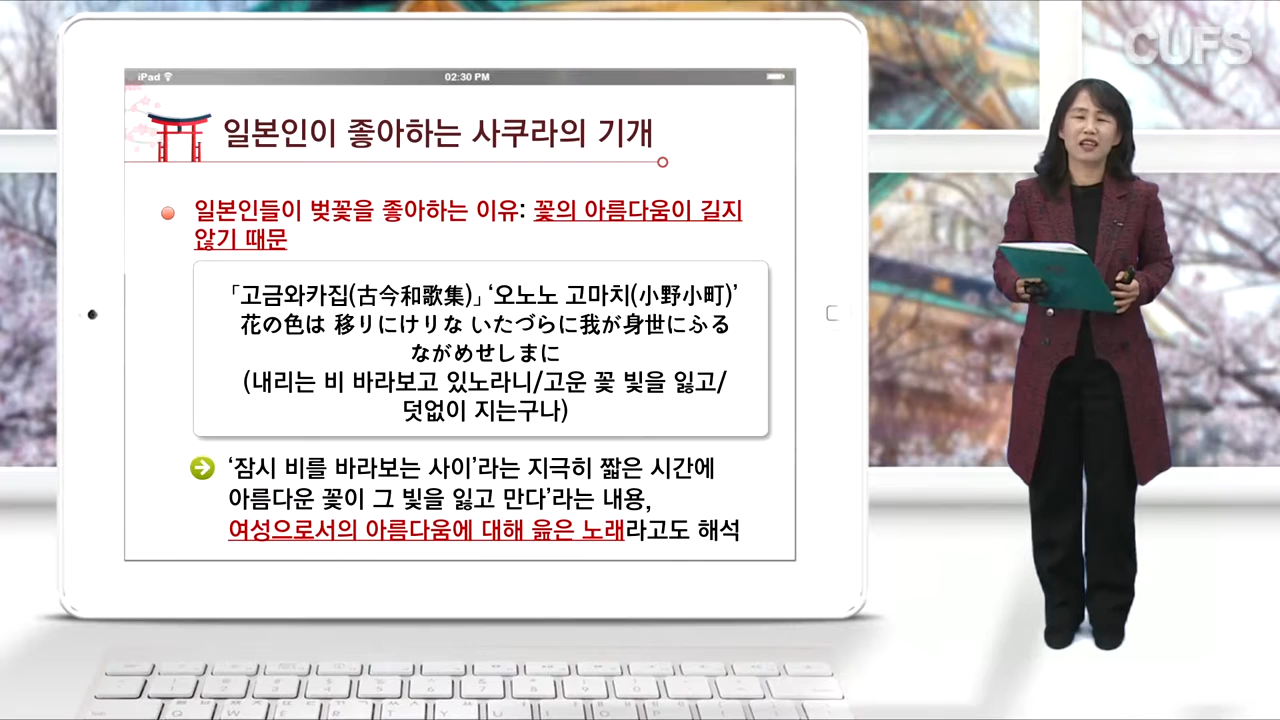 CUFS
iPad
02:30 PM
일본인이 좋아하는 사쿠라의 기개
일본인들이 벚꽃을 좋아하는 이유: 꽃의 아름다움이 길지
않기 때문
「고금와카집(古今和歌集)」 ‘오노노 고마치(小野小町)’
花の色は 移りにけりな いたづらに我が身世にふる
ながめせしまに
(내리는 비 바라보고 있노라니/고운 꽃 빛을 잃고/
덧없이 지는구나)
‘잠시 비를 바라보는 사이’라는 지극히 짧은 시간에
아름다운 꽃이 그 빛을 잃고 만다’라는 내용,
여성으로서의 아름다움에 대해 읊은 노래라고도 해석